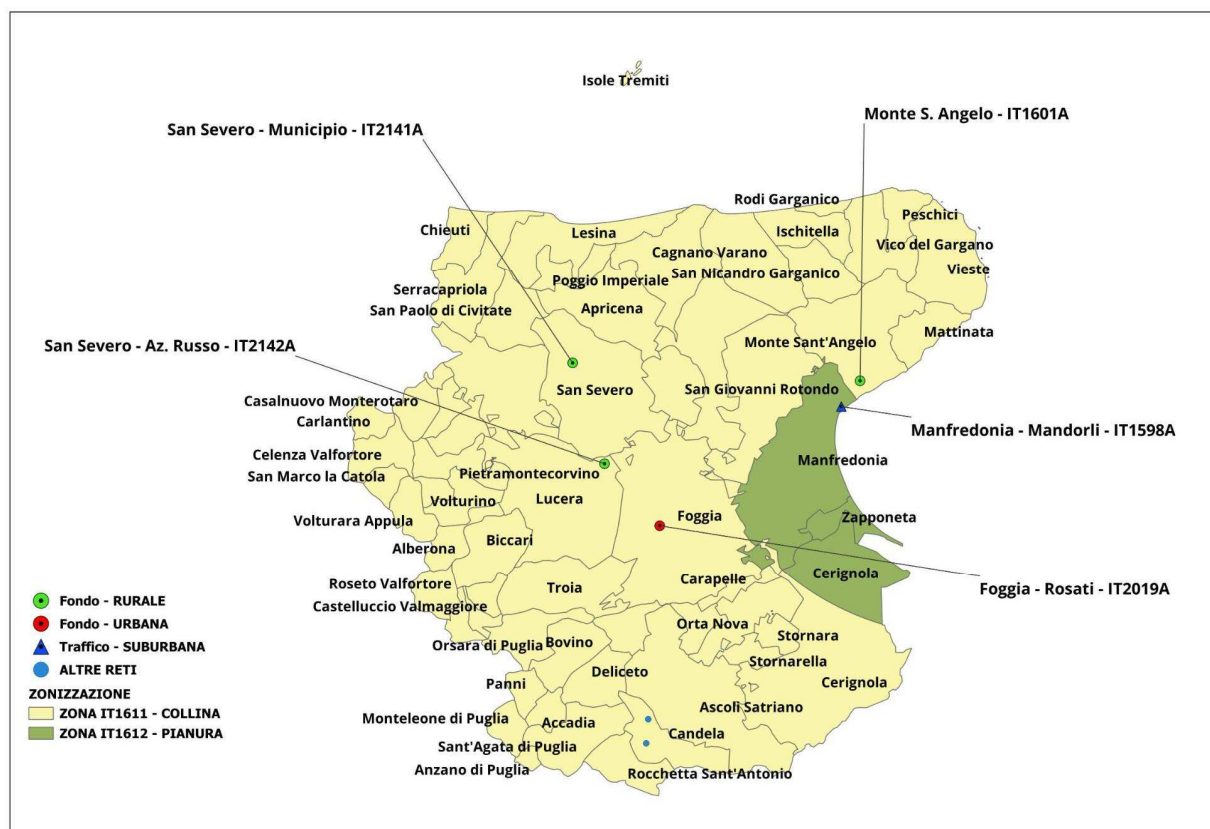 Isole Tremiti
Monte S. Angelo - IT1601A
San Severo - Municipio - IT2141A
Rodi Garganico
Peschici
Chieuti
Lesina
Ischitella
Cagnano Varano
Vico del Gargano
San Nicandro Garganico
Vieste
Poggio Imperiale
Serracapriola
San Paolo di Civitate
Apricena
Mattinata
Monte Sant'Angelo
San Severo - Az. Russo - IT2142A
San Severo
San Giovanni Rotondo
Casalnuovo Monterotaro
Carlantino
Manfredonia - Mandorli - IT1598A
Celenza Valfortore
Manfredonia
San Marco la Catola
Pietramontecorvino
Volturino
Lucera
Volturara Appula
Foggia
Zapponeta
Alberona
Biccari
Cerignola
Roseto Valfortore
Troia
Carapelle
Foggia - Rosati - IT2019A
Castelluccio Valmaggiore
Orta Nova
Orsara di Puglia
Bovino
Stornara
Stornarella
Deliceto
Panni
Cerignola
Ascoli Satriano
Monteleone di Puglia
Accadia
Candela
Sant'Agata di Puglia
Anzano di Puglia
Rocchetta Sant'Antonio
Fondo - RURALE
Fondo - URBANA
Traffico - SUBURBANA
ALTRE RETI
ZONIZZAZIONE
ZONA IT1611 - COLLINA
ZONA IT1612 - PIANURA